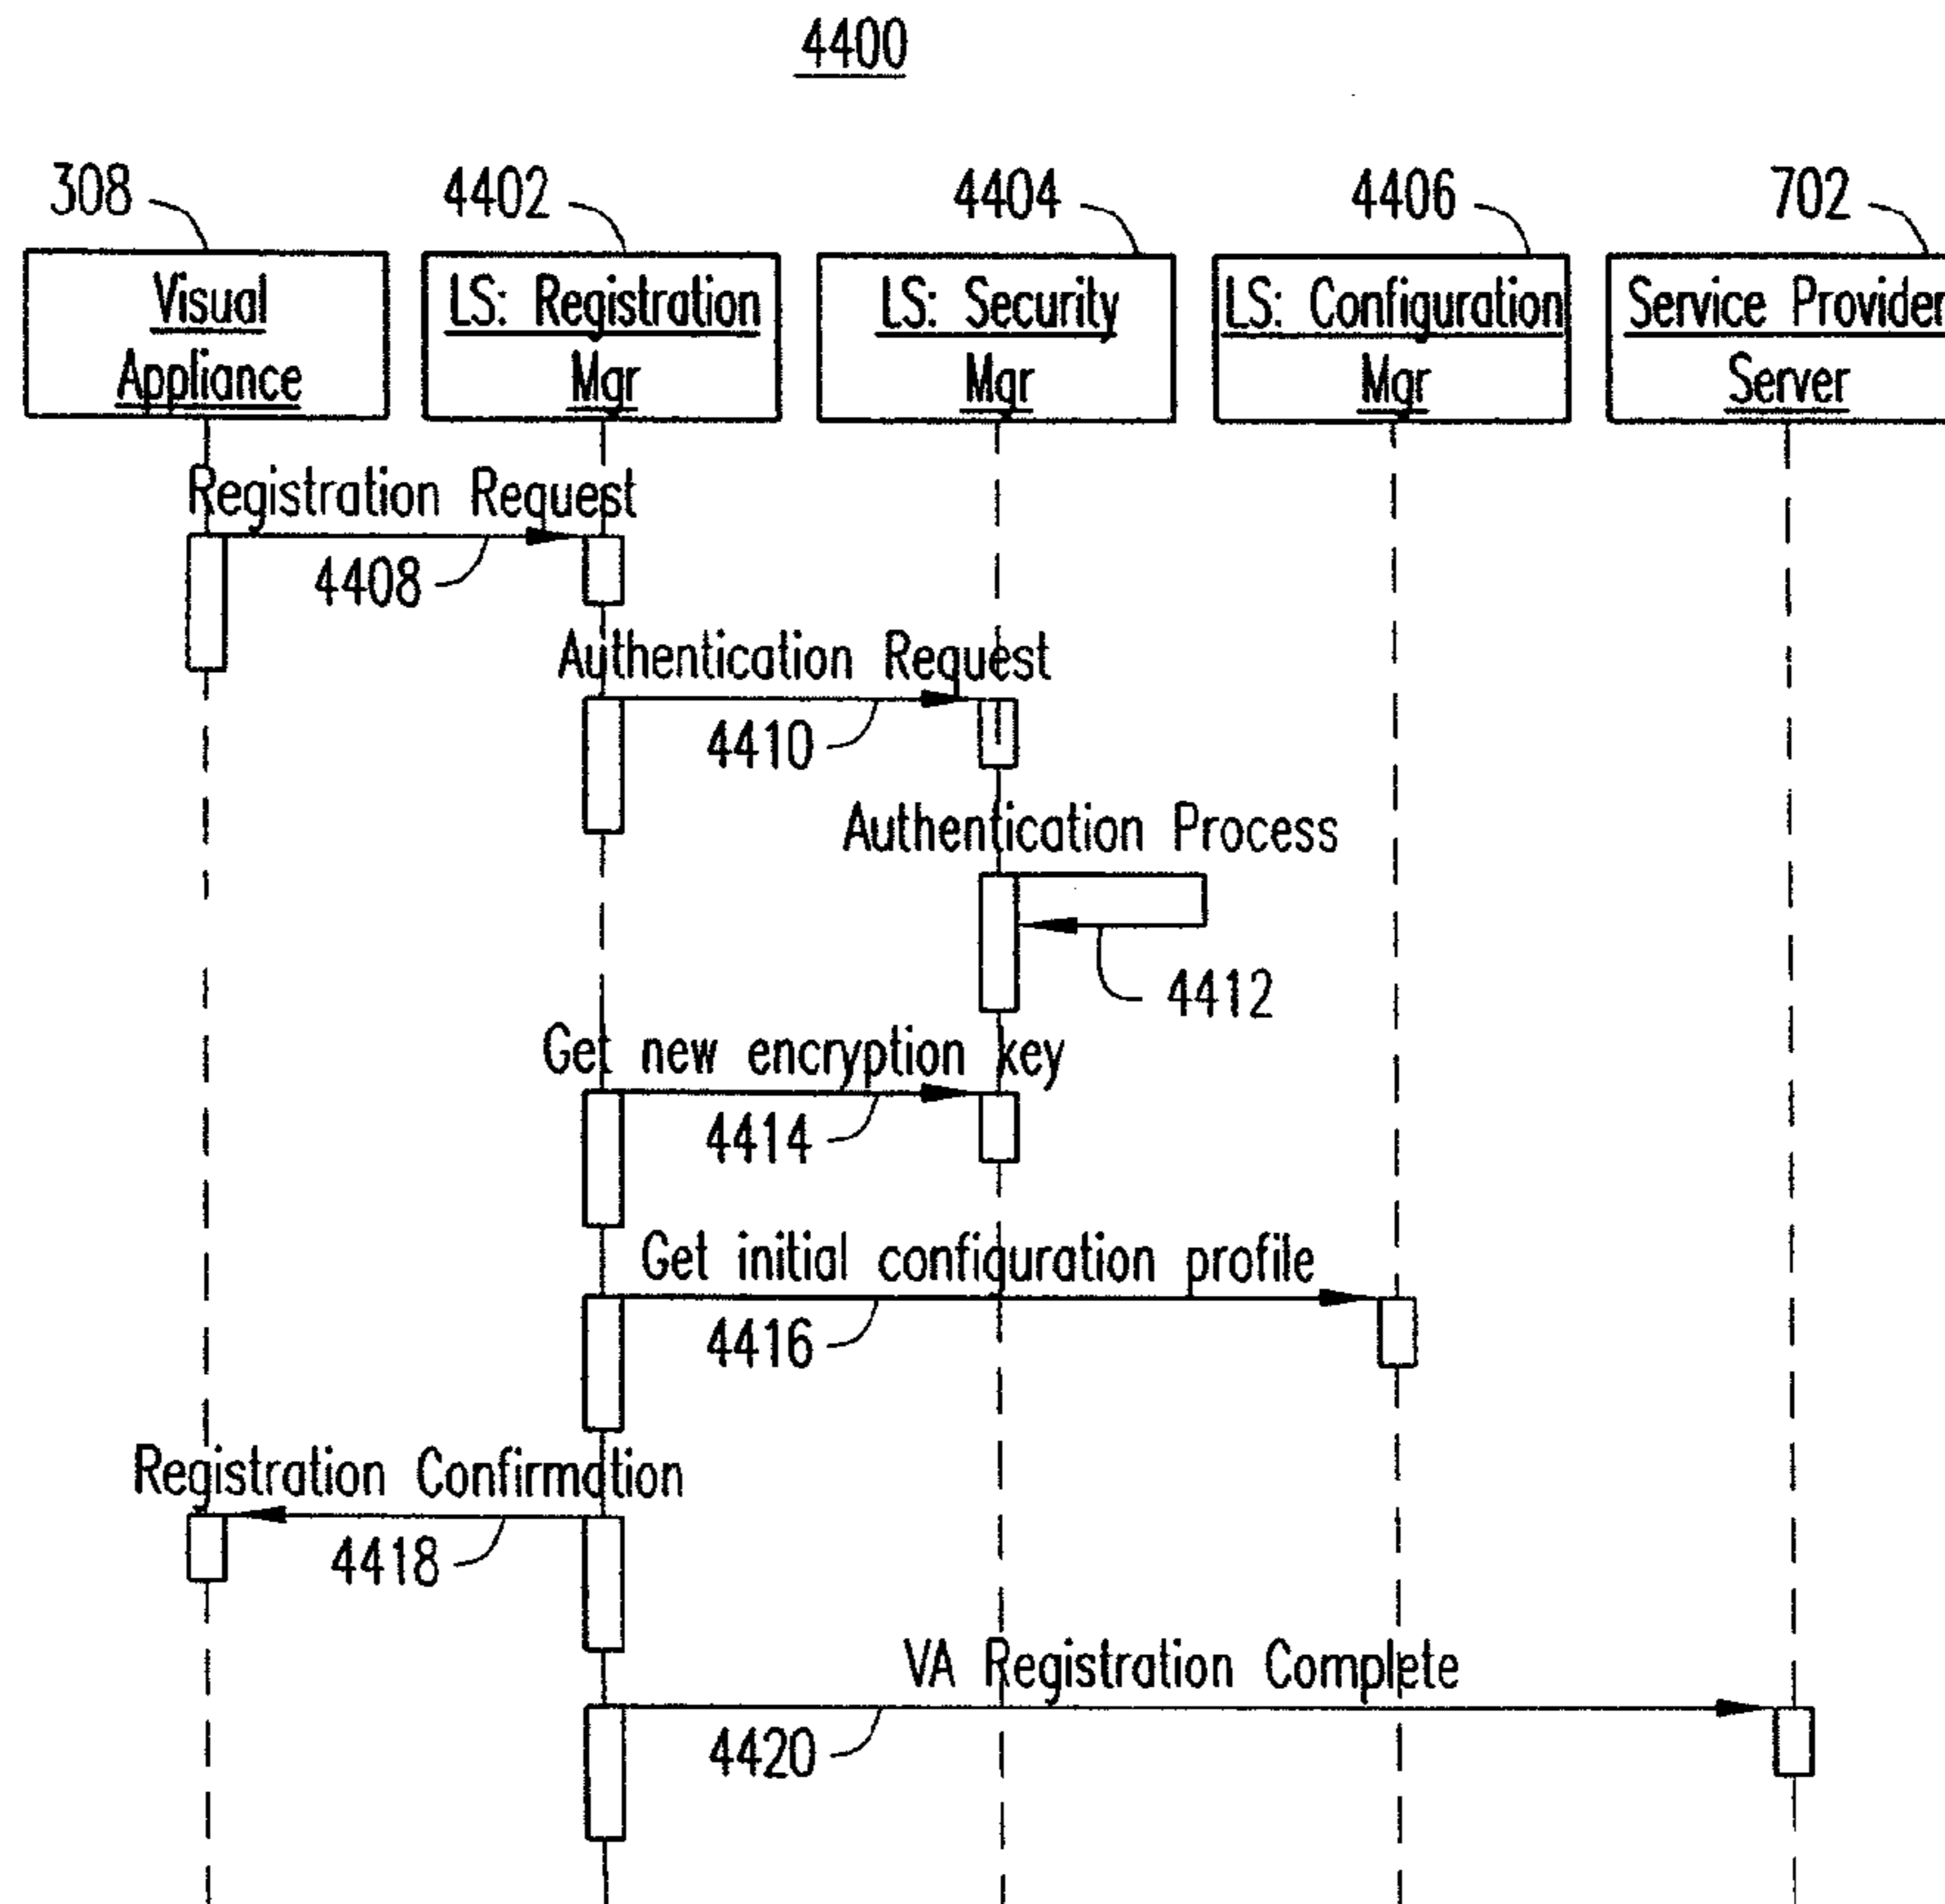 4400
308
4402
4404
4406
702
Visual
Appliance
LS: Registration
Mgr
LS: Security
Mgr
LS: Configuration
Mgr
Service Provider
Server
Registration Request
4408
Authentication Request
4410
Authentication Process
4412
Get new encryption key
4414
Get initial configuration profile
4416
Registration Confirmation
4418
VA Registration Complete
4420